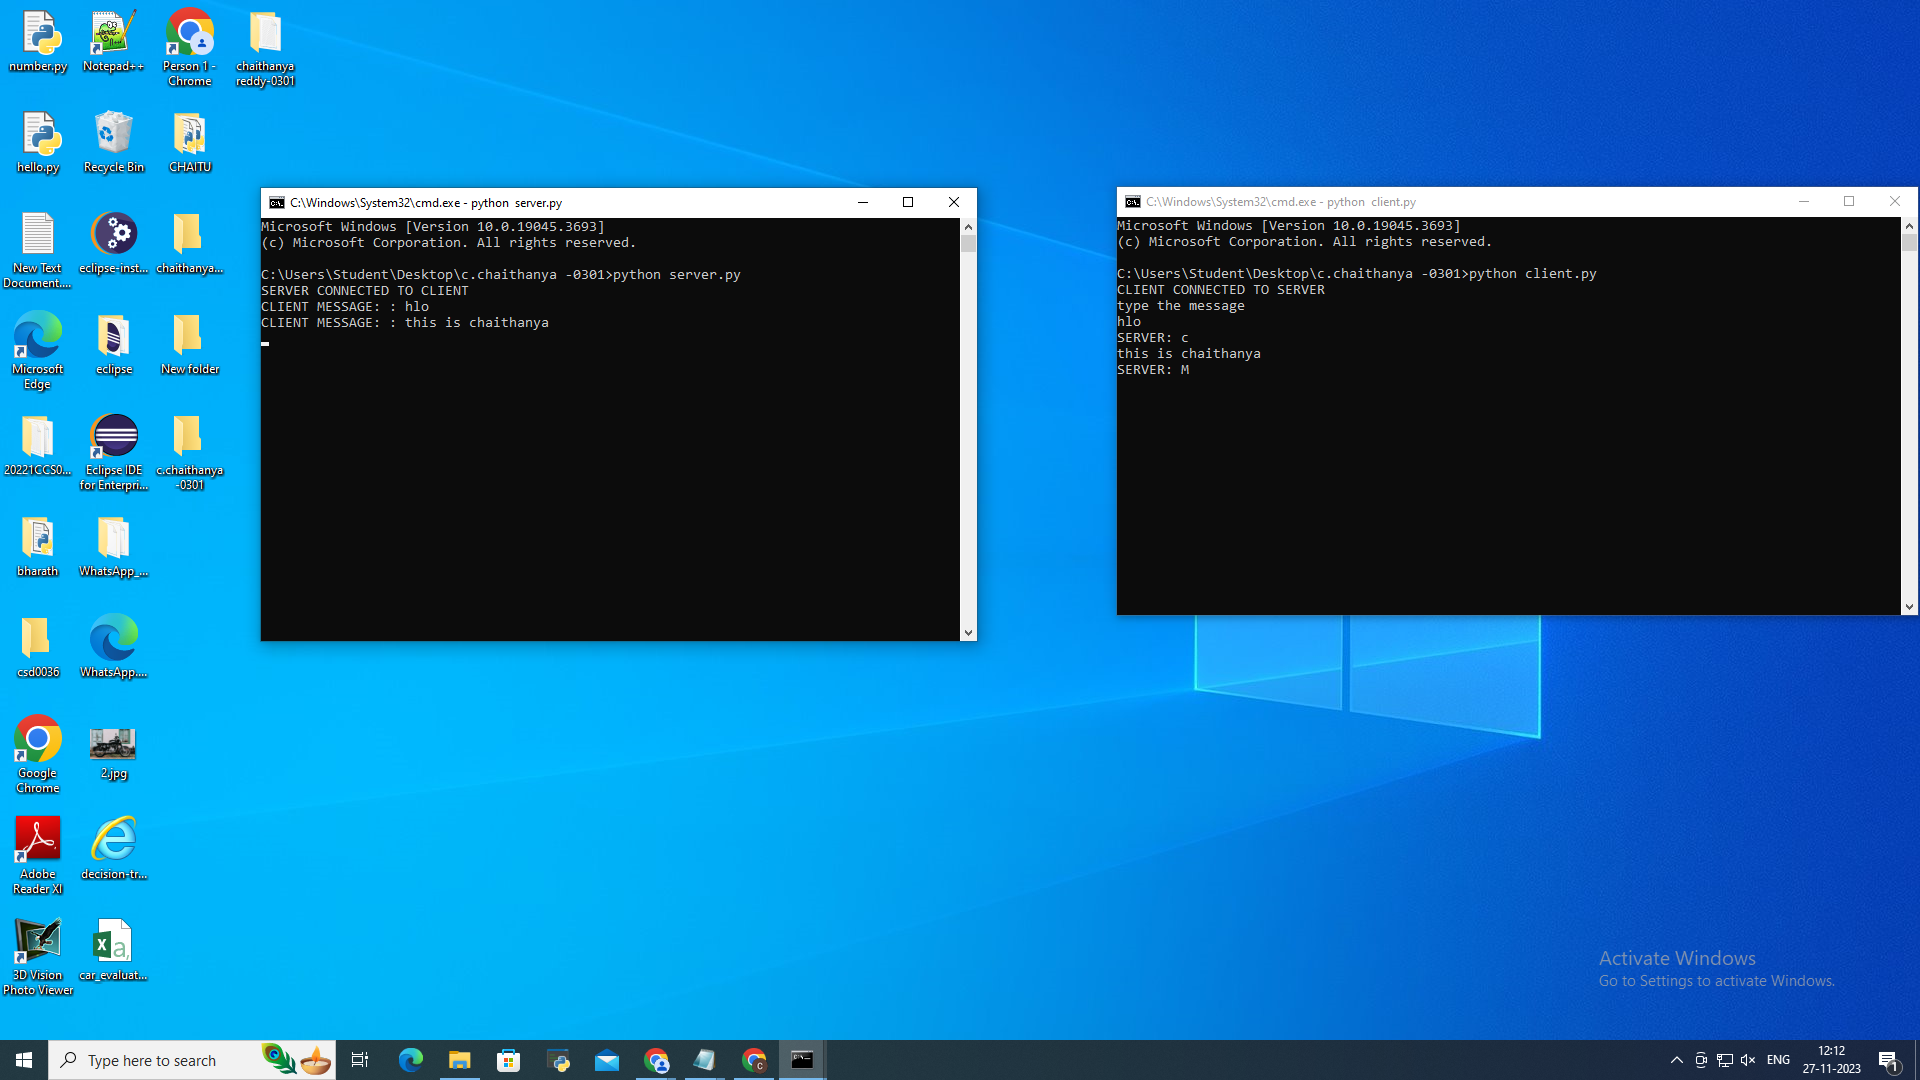 number.py
Notepad++
Person 1 -
Chrome
chaithanya
reddy-0301
hello.py
Recycle Bin
CHAITU
New Text
Document....
eclipse-inst...
chaithanya...
Microsoft
Edge
eclipse
New folder
20221CCS0...
Eclipse IDE
for Enterpri...
c.chaithanya
-0301
bharath
WhatsApp_...
csd0036
WhatsApp....
Google
Chrome
2.jpg
Adobe
Reader XI
decision-tr...
3D Vision
Photo Viewer
car_evaluat...
C:\Windows\System32\cmd.exe - python  server.py
Microsoft Windows [Version 10.0.19045.3693]
(c) Microsoft Corporation. All rights reserved.
C:\Users\Student\Desktop\c.chaithanya -0301>python server.py
SERVER CONNECTED TO CLIENT
CLIENT MESSAGE: : hlo
CLIENT MESSAGE: : this is chaithanya
C:\Windows\System32\cmd.exe - python  client.py
Microsoft Windows [Version 10.0.19045.3693]
(c) Microsoft Corporation. All rights reserved.
C:\Users\Student\Desktop\c.chaithanya -0301>python client.py
CLIENT CONNECTED TO SERVER
type the message
hlo
SERVER: c
this is chaithanya
SERVER: M
Activate Windows
Go to Settings to activate Windows.
Type here to search
ENG
12:12
27-11-2023
1